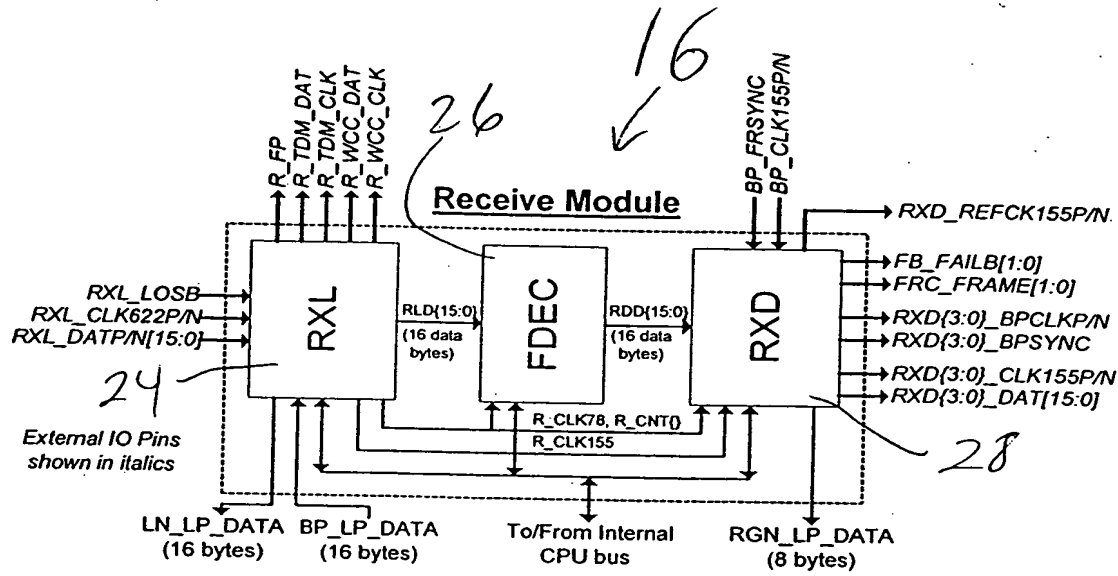 16
26
R_FP
R_TDM_DAT
R_TDM_CLK
R_WCC_DAT
R_WCC_CLK
BP_FRSYNC
BP_CLK155P/N
Receive Module
RXD_REFCK155P/N
FB_FAILB[1:0]
FRC_FRAME[1:0]
RXL_LOSB
RXL_CLK622P/N
RXL_DATP/N[15:0]
RXL
RLD{15:0}
(16 data
bytes)
FDEC
RDD{15:0}
(16 data
bytes)
RXD
RXD{3:0}_BPCLKP/N
RXD{3:0}_BPSYNC
RXD{3:0}_CLK155P/N
RXD{3:0}_DAT[15:0]
24
R_CLK78, R_CNT{}
R_CLK155
28
External IO Pins
shown in italics
LN_LP_DATA
(16 bytes)
BP_LP_DATA
(16 bytes)
To/From Internal
CPU bus
RGN_LP_DATA
(8 bytes)